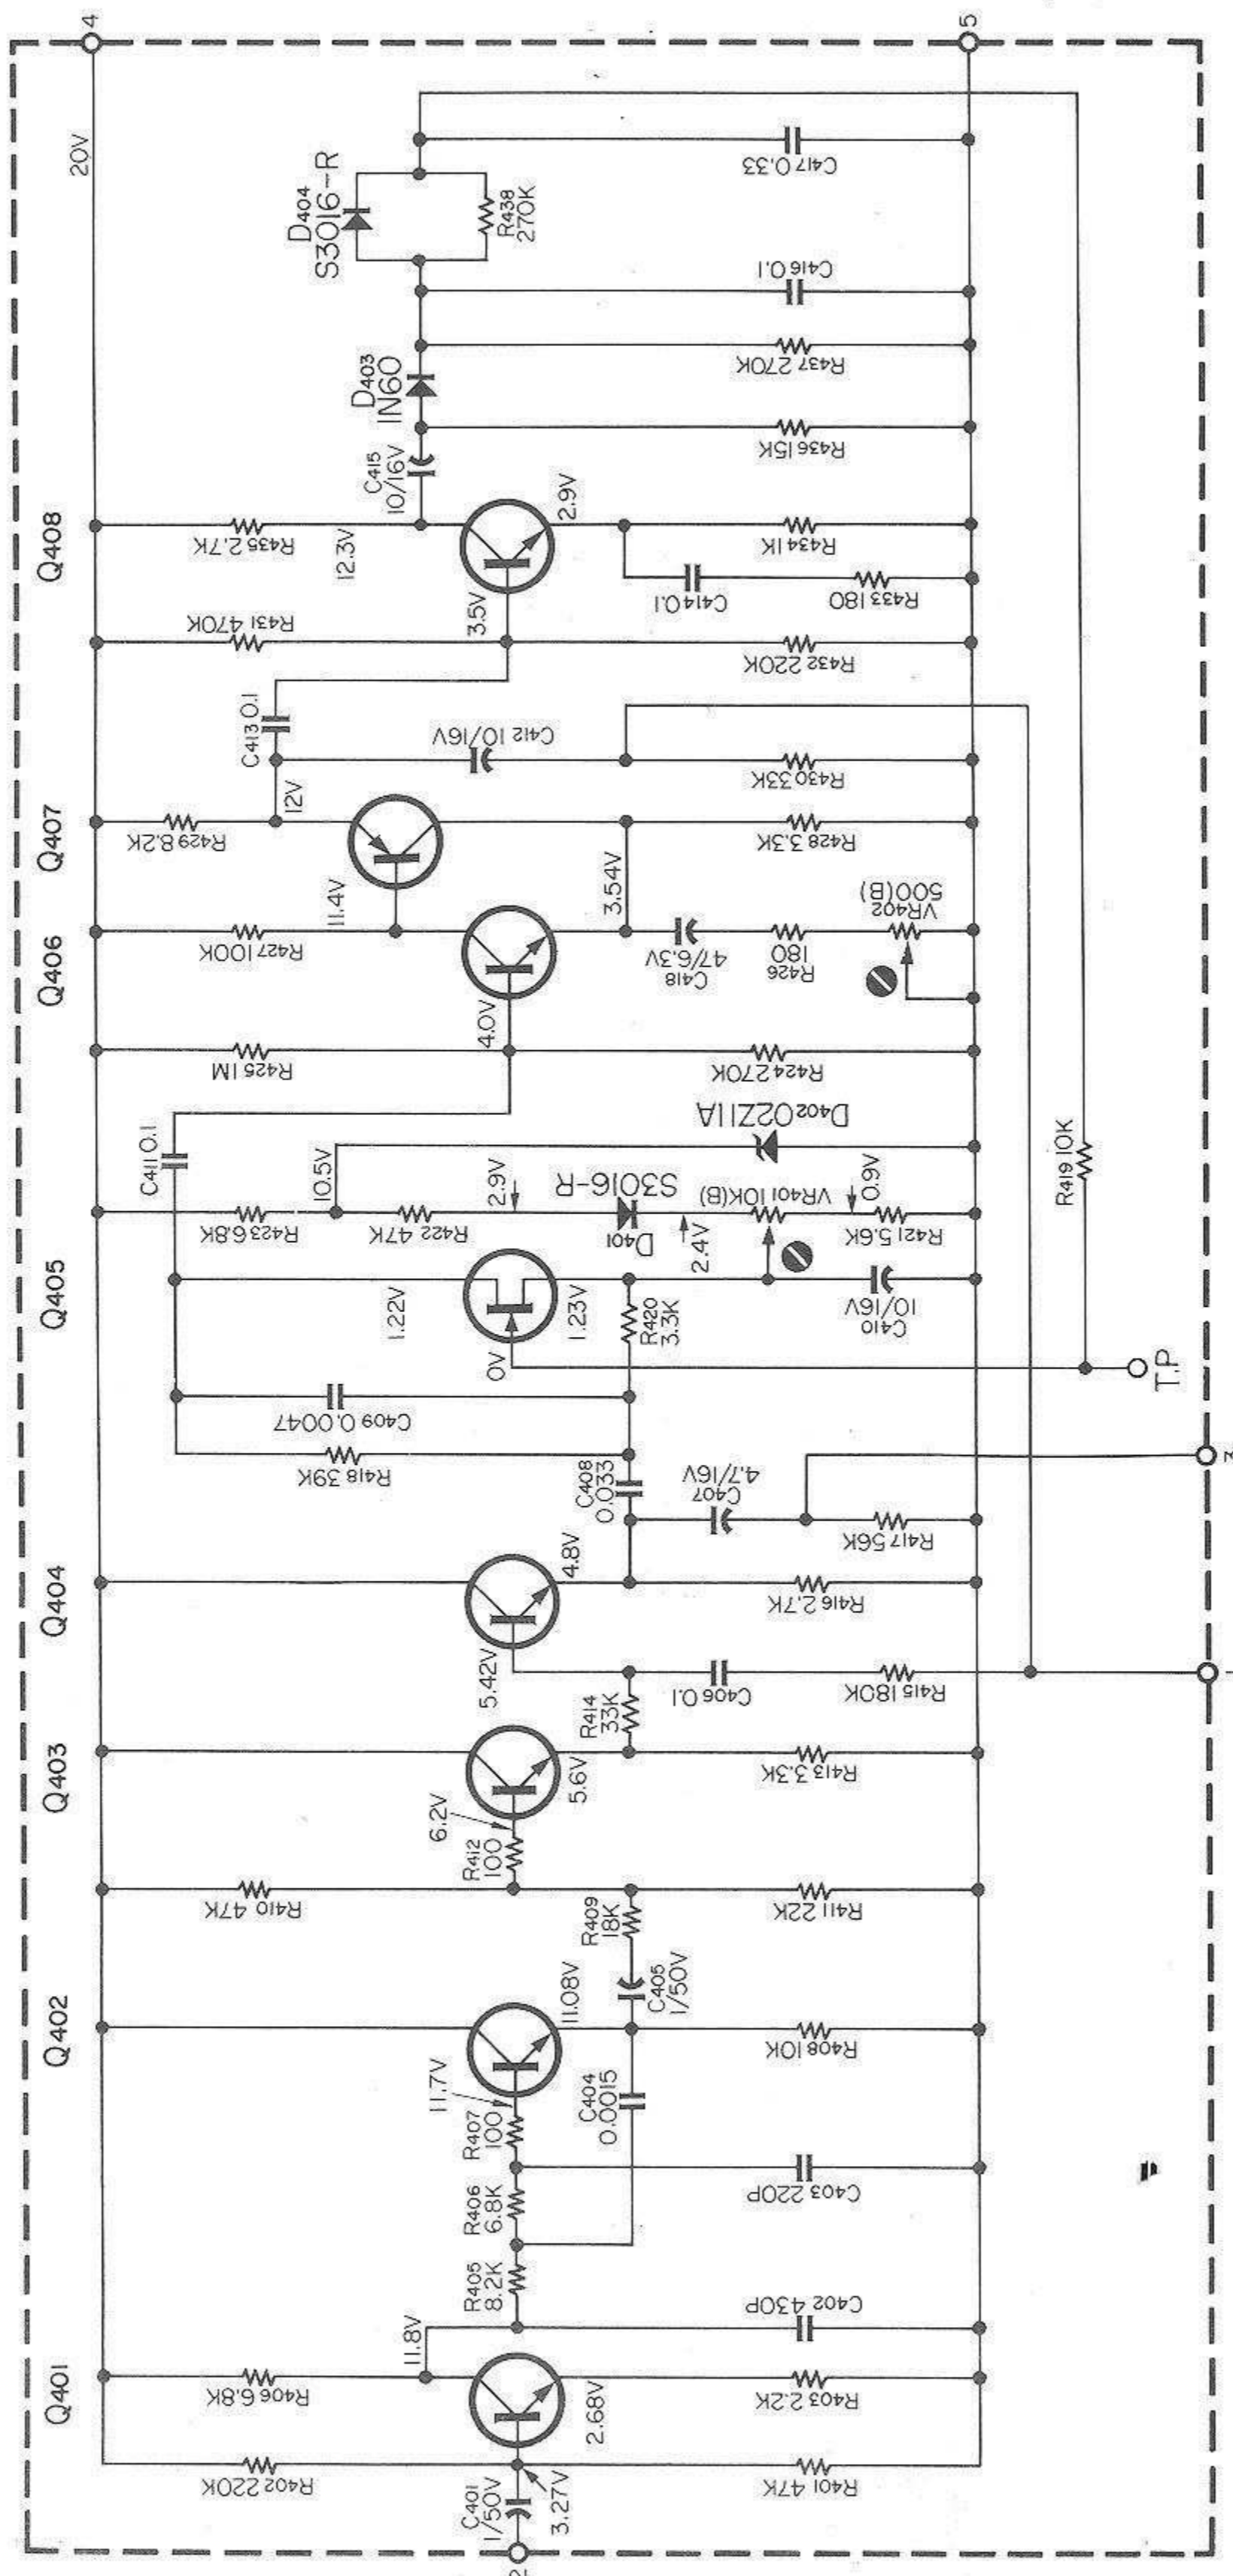 Q401
Q402
Q403
Q404
Q405
Q406
Q407
Q408
20V
4
5
2
1
3
C401
1/50V
3.27V
R402 220K
R401 47K
R406 6.8K
11.8V
2.68V
R403 2.2K
C402 430P
R405
8.2K
R406
6.8K
R407
100
11.7V
C403 220P
C404
0.0015
11.08V
R408 10K
C405
1/50V
R409
18K
R410 47K
R411 22K
R412
100
6.2V
5.6V
R413 3.3K
R414
33K
5.42V
C406 0.1
R415 180K
4.8V
R416 2.7K
C407
4.7/16V
R417 56K
C408
0.033
R418 39K
C409 0.0047
T.P
0V
1.22V
1.23V
R420
3.3K
C410
10/16V
R419 10K
R423 6.8K
10.5V
R422 47K
2.9V
D401
S3016-R
2.4V
VR401 10K(B)
0.9V
R421 5.6K
D402 02Z11A
C411 0.1
R425 1M
R424 270K
4.0V
R427 100K
11.4V
3.54V
C418
47/6.3V
R426
180
VR402
500(B)
R429 8.2K
12V
R428 3.3K
C412 10/16V
R430 33K
C413 0.1
R431 470K
R432 220K
3.5V
R435 2.7K
12.3V
2.9V
C414 0.1
R433 180
R434 1K
C415
10/16V
R436 15K
D403
1N60
R437 270K
C416 0.1
D404
S3016-R
R438
270K
C417 0.33